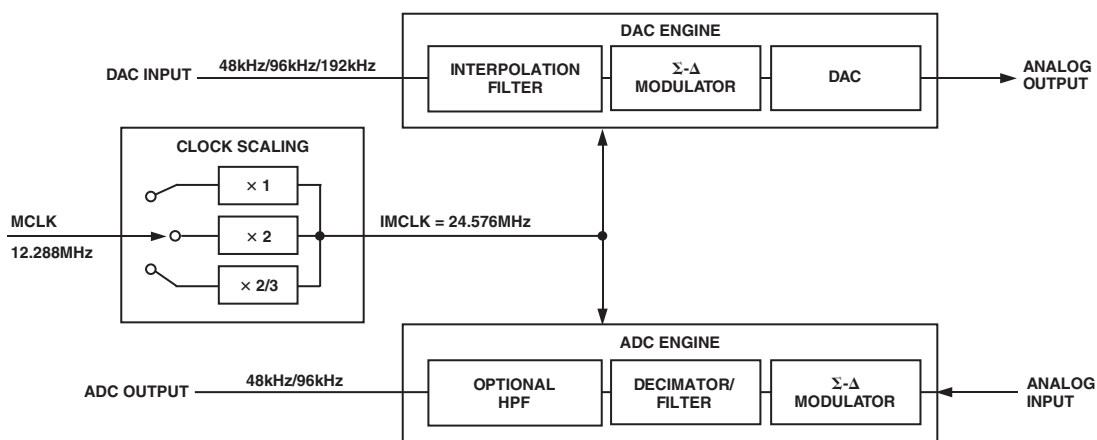 DAC ENGINE
DAC INPUT
48kHz/96kHz/192kHz
INTERPOLATION
FILTER
Σ-Δ
MODULATOR
DAC
ANALOG
OUTPUT
CLOCK SCALING
× 1
MCLK
12.288MHz
× 2
IMCLK = 24.576MHz
× 2/3
ADC ENGINE
ADC OUTPUT
48kHz/96kHz
OPTIONAL
HPF
DECIMATOR/
FILTER
Σ-Δ
MODULATOR
ANALOG
INPUT